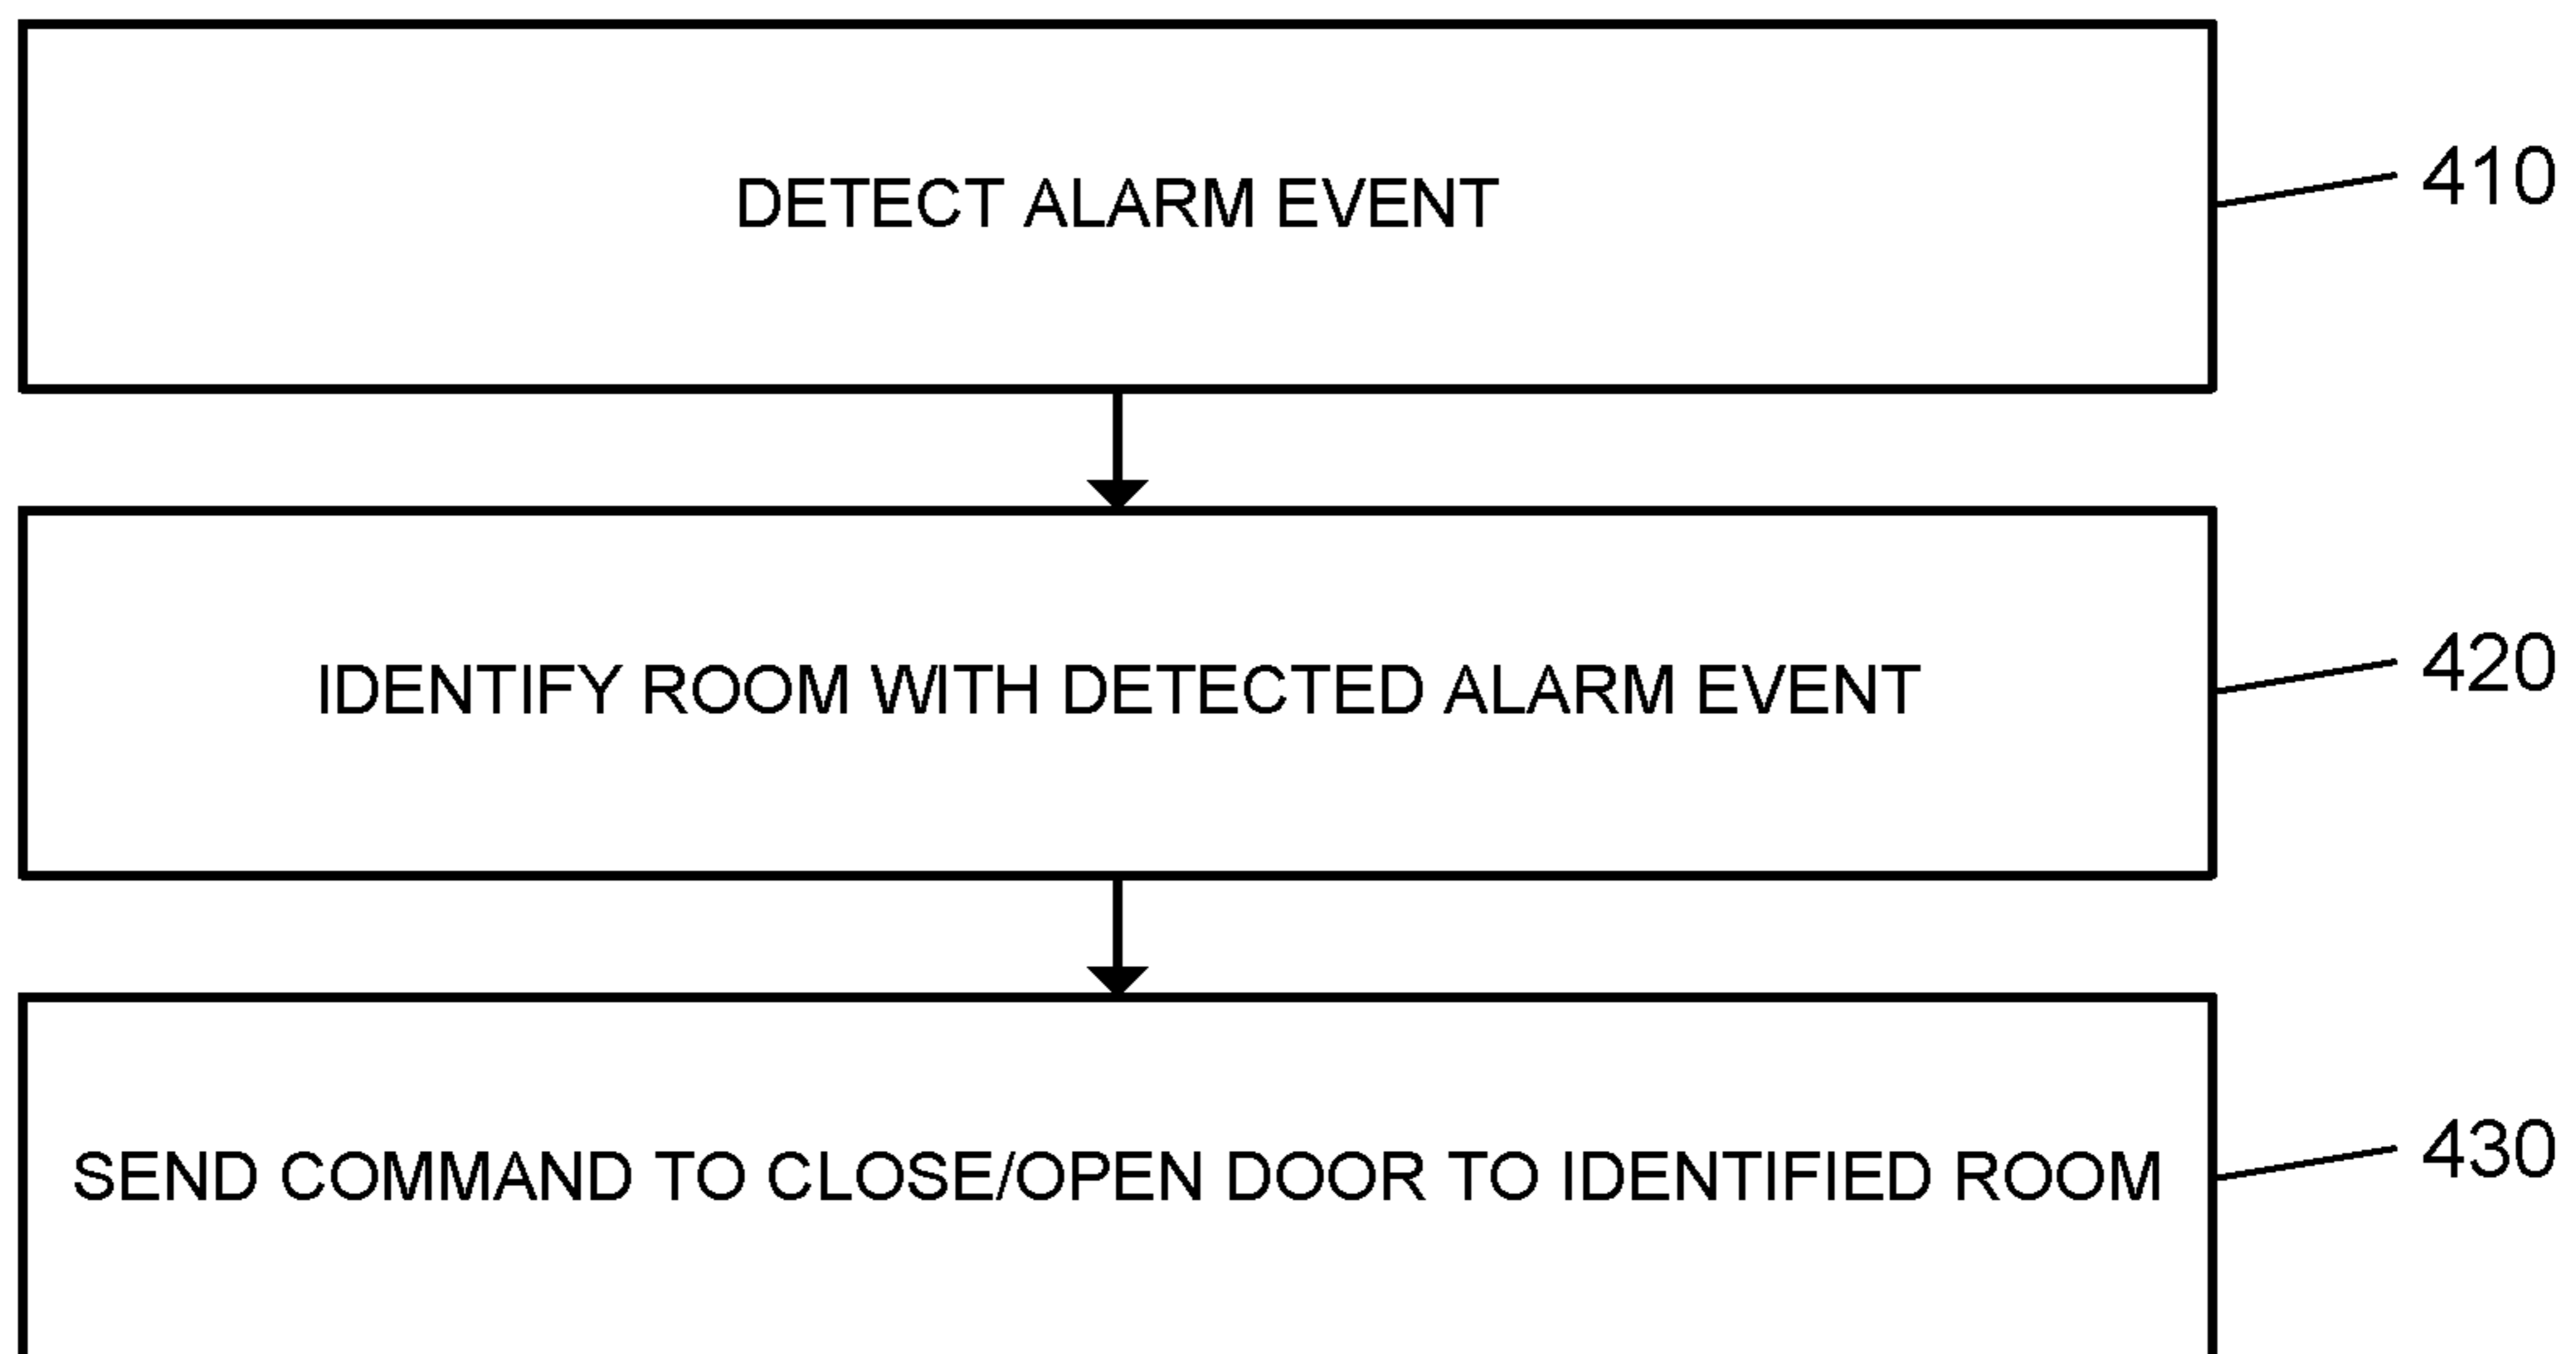 DETECT ALARM EVENT
410
IDENTIFY ROOM WITH DETECTED ALARM EVENT
420
SEND COMMAND TO CLOSE/OPEN DOOR TO IDENTIFIED ROOM
430